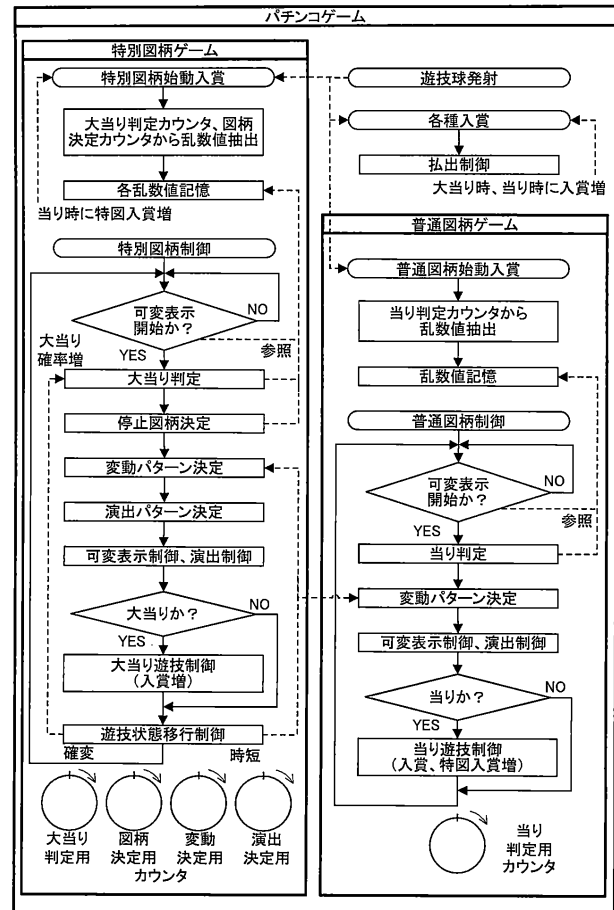 パチンコゲーム
特別図柄ゲーム
特別図柄始動入賞
大当り判定カウンタ、図柄
決定カウンタから乱数値抽出
各乱数値記憶
当り時に特図入賞増
特別図柄制御
可変表示
開始か？
NO
YES
参照
大当り
確率増
大当り判定
停止図柄決定
変動パターン決定
演出パターン決定
可変表示制御、演出制御
大当りか？
NO
YES
大当り遊技制御
(入賞増)
遊技状態移行制御
確変
時短
大当り
判定用
図柄
決定用
変動
決定用
演出
決定用
カウンタ
遊技球発射
各種入賞
払出制御
大当り時、当り時に入賞増
普通図柄ゲーム
普通図柄始動入賞
当り判定カウンタから
乱数値抽出
乱数値記憶
普通図柄制御
可変表示
開始か？
NO
YES
参照
当り判定
変動パターン決定
可変表示制御、演出制御
当りか？
NO
YES
当り遊技制御
(入賞、特図入賞増)
当り
判定用
カウンタ